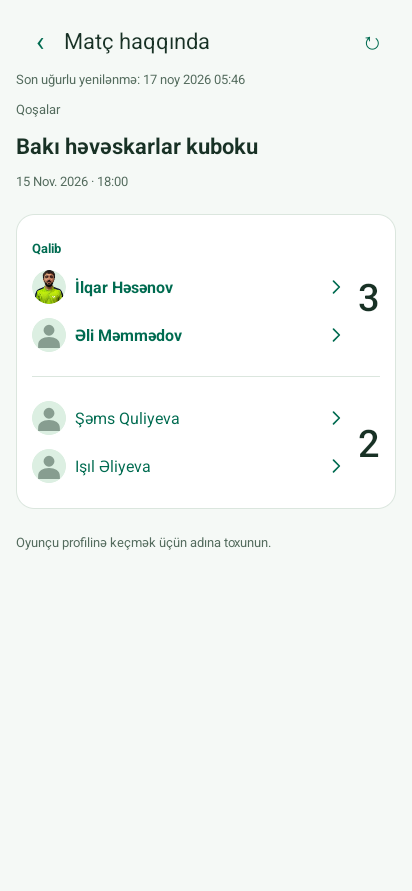 Matç haqqında
Son uğurlu yenilənmə: 17 noy 2026 05:46
Qoşalar
Bakı həvəskarlar kuboku
15 Nov. 2026 · 18:00
Qalib
İlqar Həsənov
3
Əli Məmmədov
Şəms Quliyeva
2
Işıl Əliyeva
Oyunçu profilinə keçmək üçün adına toxunun.